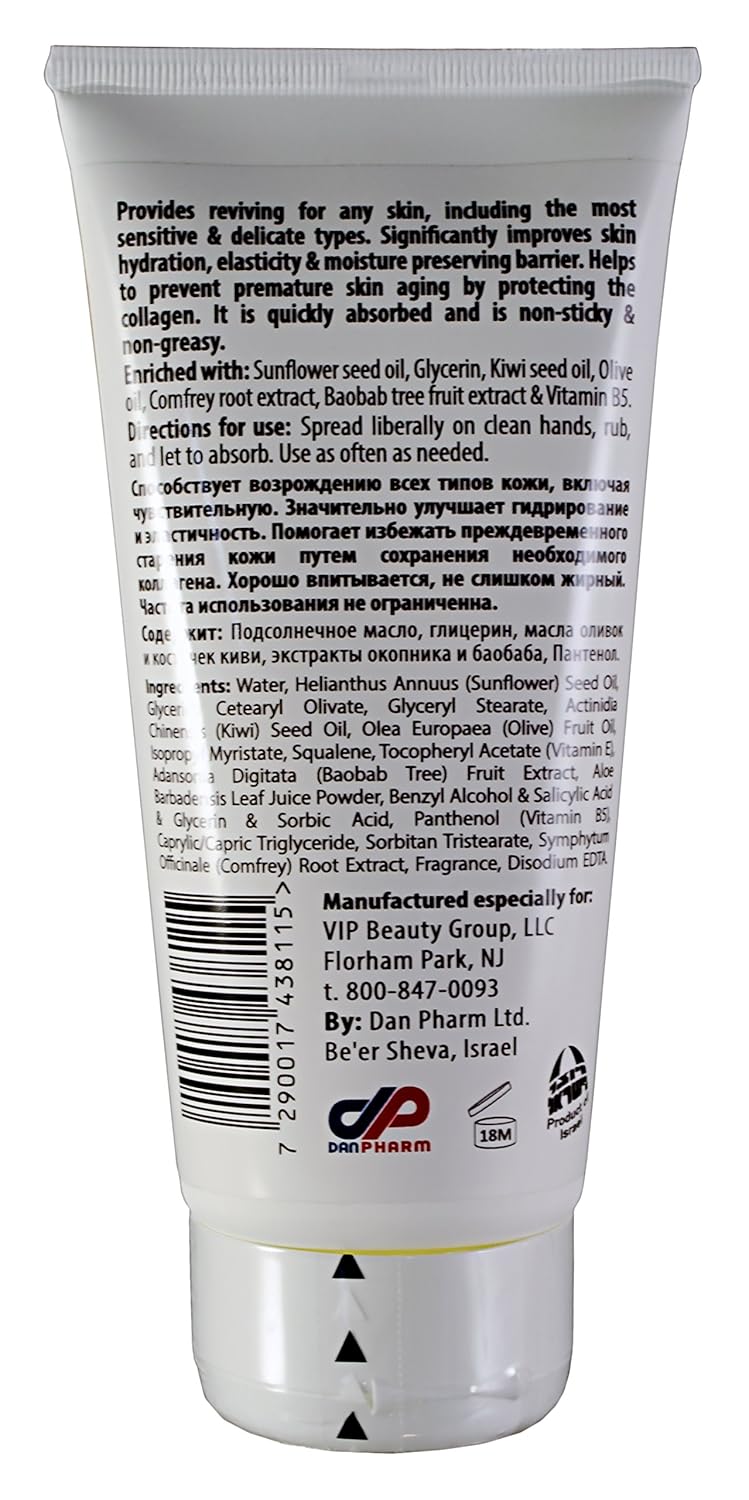 Provides reviving for any skin, including the most
sensitive & delicate types. Significantly improves skin
hydration, elasticity & moisture preserving barrier. Helps
to prevent premature skin aging by protecting the
collagen. It is quickly absorbed and is non-sticky &
non-greasy.
Enriched with: Sunflower seed oil, Glycerin, Kiwi seed oil, Olive
oil, Comfrey root extract, Baobab tree fruit extract & Vitamin B5.
Directions for use: Spread liberally on clean hands, rub,
and let to absorb. Use as often as needed.
Способствует возрождению всех типов кожи, включая
чувствительную. Значительно улучшает гидрирование
и эластичность. Помогает избежать преждевременного
старения кожи путем сохранения необходимого
коллагена. Хорошо впитывается, не слишком жирный.
Частота использования не ограниченна.
Содержит: Подсолнечное масло, глицерин, масла оливок
и косточек киви, экстракты окопника и баобаба, Пантенол.
Ingredients: Water, Helianthus Annuus (Sunflower) Seed Oil,
Glycerin, Cetearyl Olivate, Glyceryl Stearate, Actinidia
Chinensis (Kiwi) Seed Oil, Olea Europaea (Olive) Fruit Oil,
Isopropyl Myristate, Squalene, Tocopheryl Acetate (Vitamin E),
Adansonia Digitata (Baobab Tree) Fruit Extract, Aloe
Barbadensis Leaf Juice Powder, Benzyl Alcohol & Salicylic Acid
& Glycerin & Sorbic Acid, Panthenol (Vitamin B5),
Caprylic/Capric Triglyceride, Sorbitan Tristearate, Symphytum
Officinale (Comfrey) Root Extract, Fragrance, Disodium EDTA.
7 290017 438115>
Manufactured especially for:
VIP Beauty Group, LLC
Florham Park, NJ
t. 800-847-0093
By: Dan Pharm Ltd.
Be'er Sheva, Israel
DANPHARM
18M
Product of
Israel